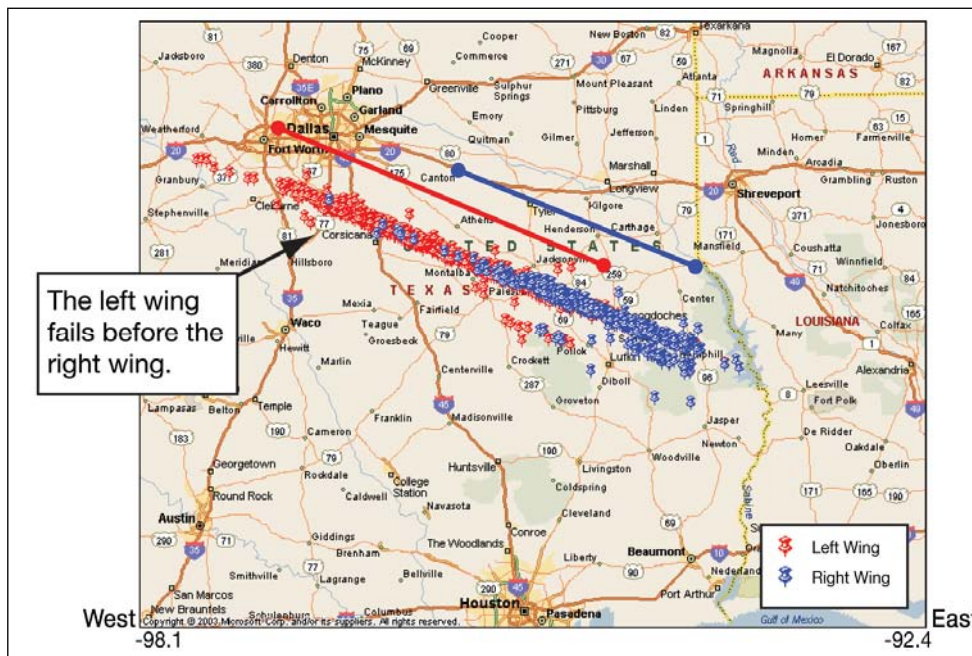 Cooper
New Boston
Texarkana
Jacksboro
Denton
McKinney
Commerce
Sulphur
Springs
Mount Pleasant
Atlanta
Magnolia
El Dorado
ARKANSAS
Greenville
Plano
Carrollton
Garland
Pittsburg
Linden
Springhill
Emory
Weatherford
Dallas
Mesquite
Quitman
Gilmer
Jefferson
Homer
Farmerville
Fort Worth
Minden
Red
Marshall
Arcadia
Granbury
Canton
Longview
Shreveport
Grambling
Ruston
Stephenville
Tyler
Kilgore
Athens
Henderson
Carthage
Jonesboro
Corsicana
TED STATES
Mansfield
Coushatta
Winnfield
Hillsboro
Montalba
Jacksonville
TEXAS
Center
Natchitoches
The left wing
fails before the
right wing.
Mexia
Fairfield
LOUISIANA
Waco
Teague
Many
Colfax
Hewitt
Groesbeck
Marlin
Crockett
Lufkin
Alexandria
Centerville
Diboll
Leesville
Fort Polk
Lampasas
Belton
Temple
Groveton
Franklin
Madisonville
Jasper
De Ridder
Cameron
Newton
Oakdale
Huntsville
Woodville
Georgetown
Rockdale
Livingston
Oberlin
College
Station
Coldspring
Round Rock
Caldwell
Navasota
Cleveland
Austin
Sabine
Giddings
Conroe
Brenham
The Woodlands
Liberty
Beaumont
Left Wing
Smithville
Bellville
Right Wing
Lagrange
Port Arthur
San Marcos
New Braunfels
Columbus
Houston
Pasadena
Gulf of Mexico
Copyright © 2003 Microsoft Corp. and/or its suppliers. All rights reserved.
West
East
-98.1
-92.4